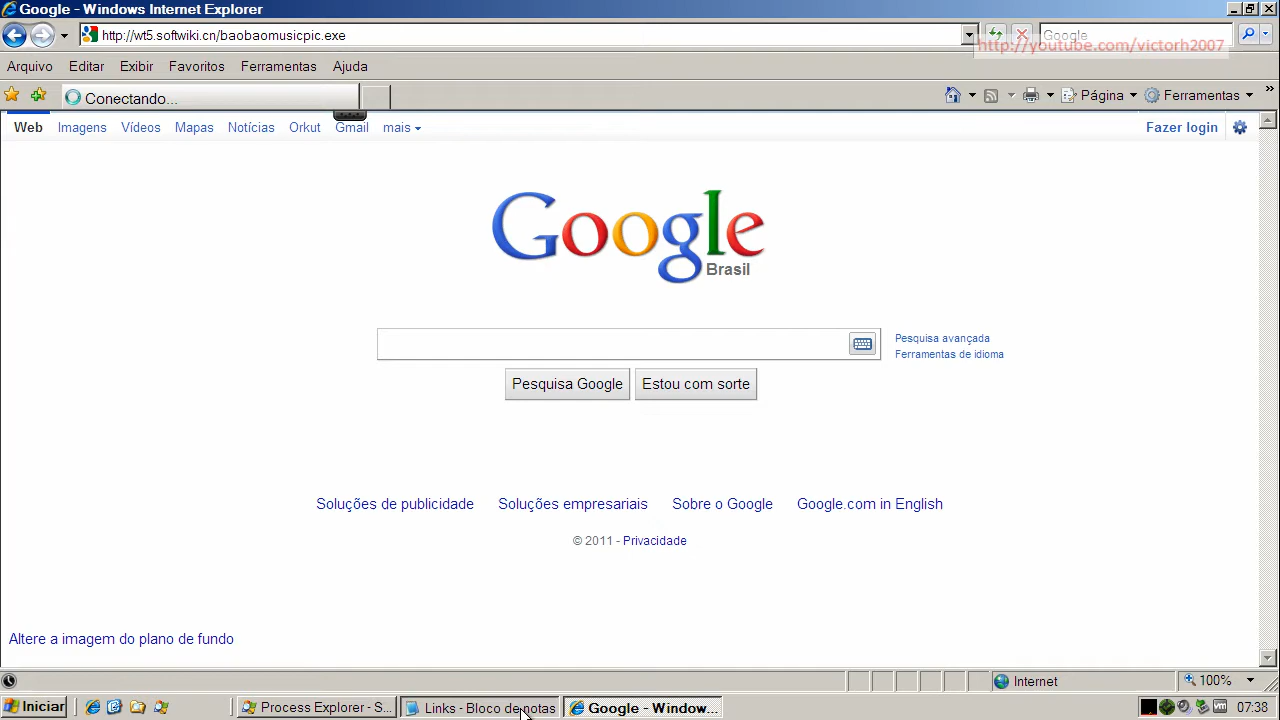 Google - Windows Internet Explorer
http://wt5.softwiki.cn/baobaomusicpic.exe
Google
http://youtube.com/victorh2007
Arquivo Editar Exibir Favoritos Ferramentas Ajuda
Conectando...
Página Ferramentas
Web Imagens Vídeos Mapas Notícias Orkut Gmail mais Fazer login
Google
Brasil
Pesquisa avançada
Ferramentas de idioma
Pesquisa Google Estou com sorte
Soluções de publicidade Soluções empresariais Sobre o Google Google.com in English
© 2011 - Privacidade
Altere a imagem do plano de fundo
Internet 100%
Iniciar Process Explorer - S... Links - Bloco de notas Google - Window... 07:38